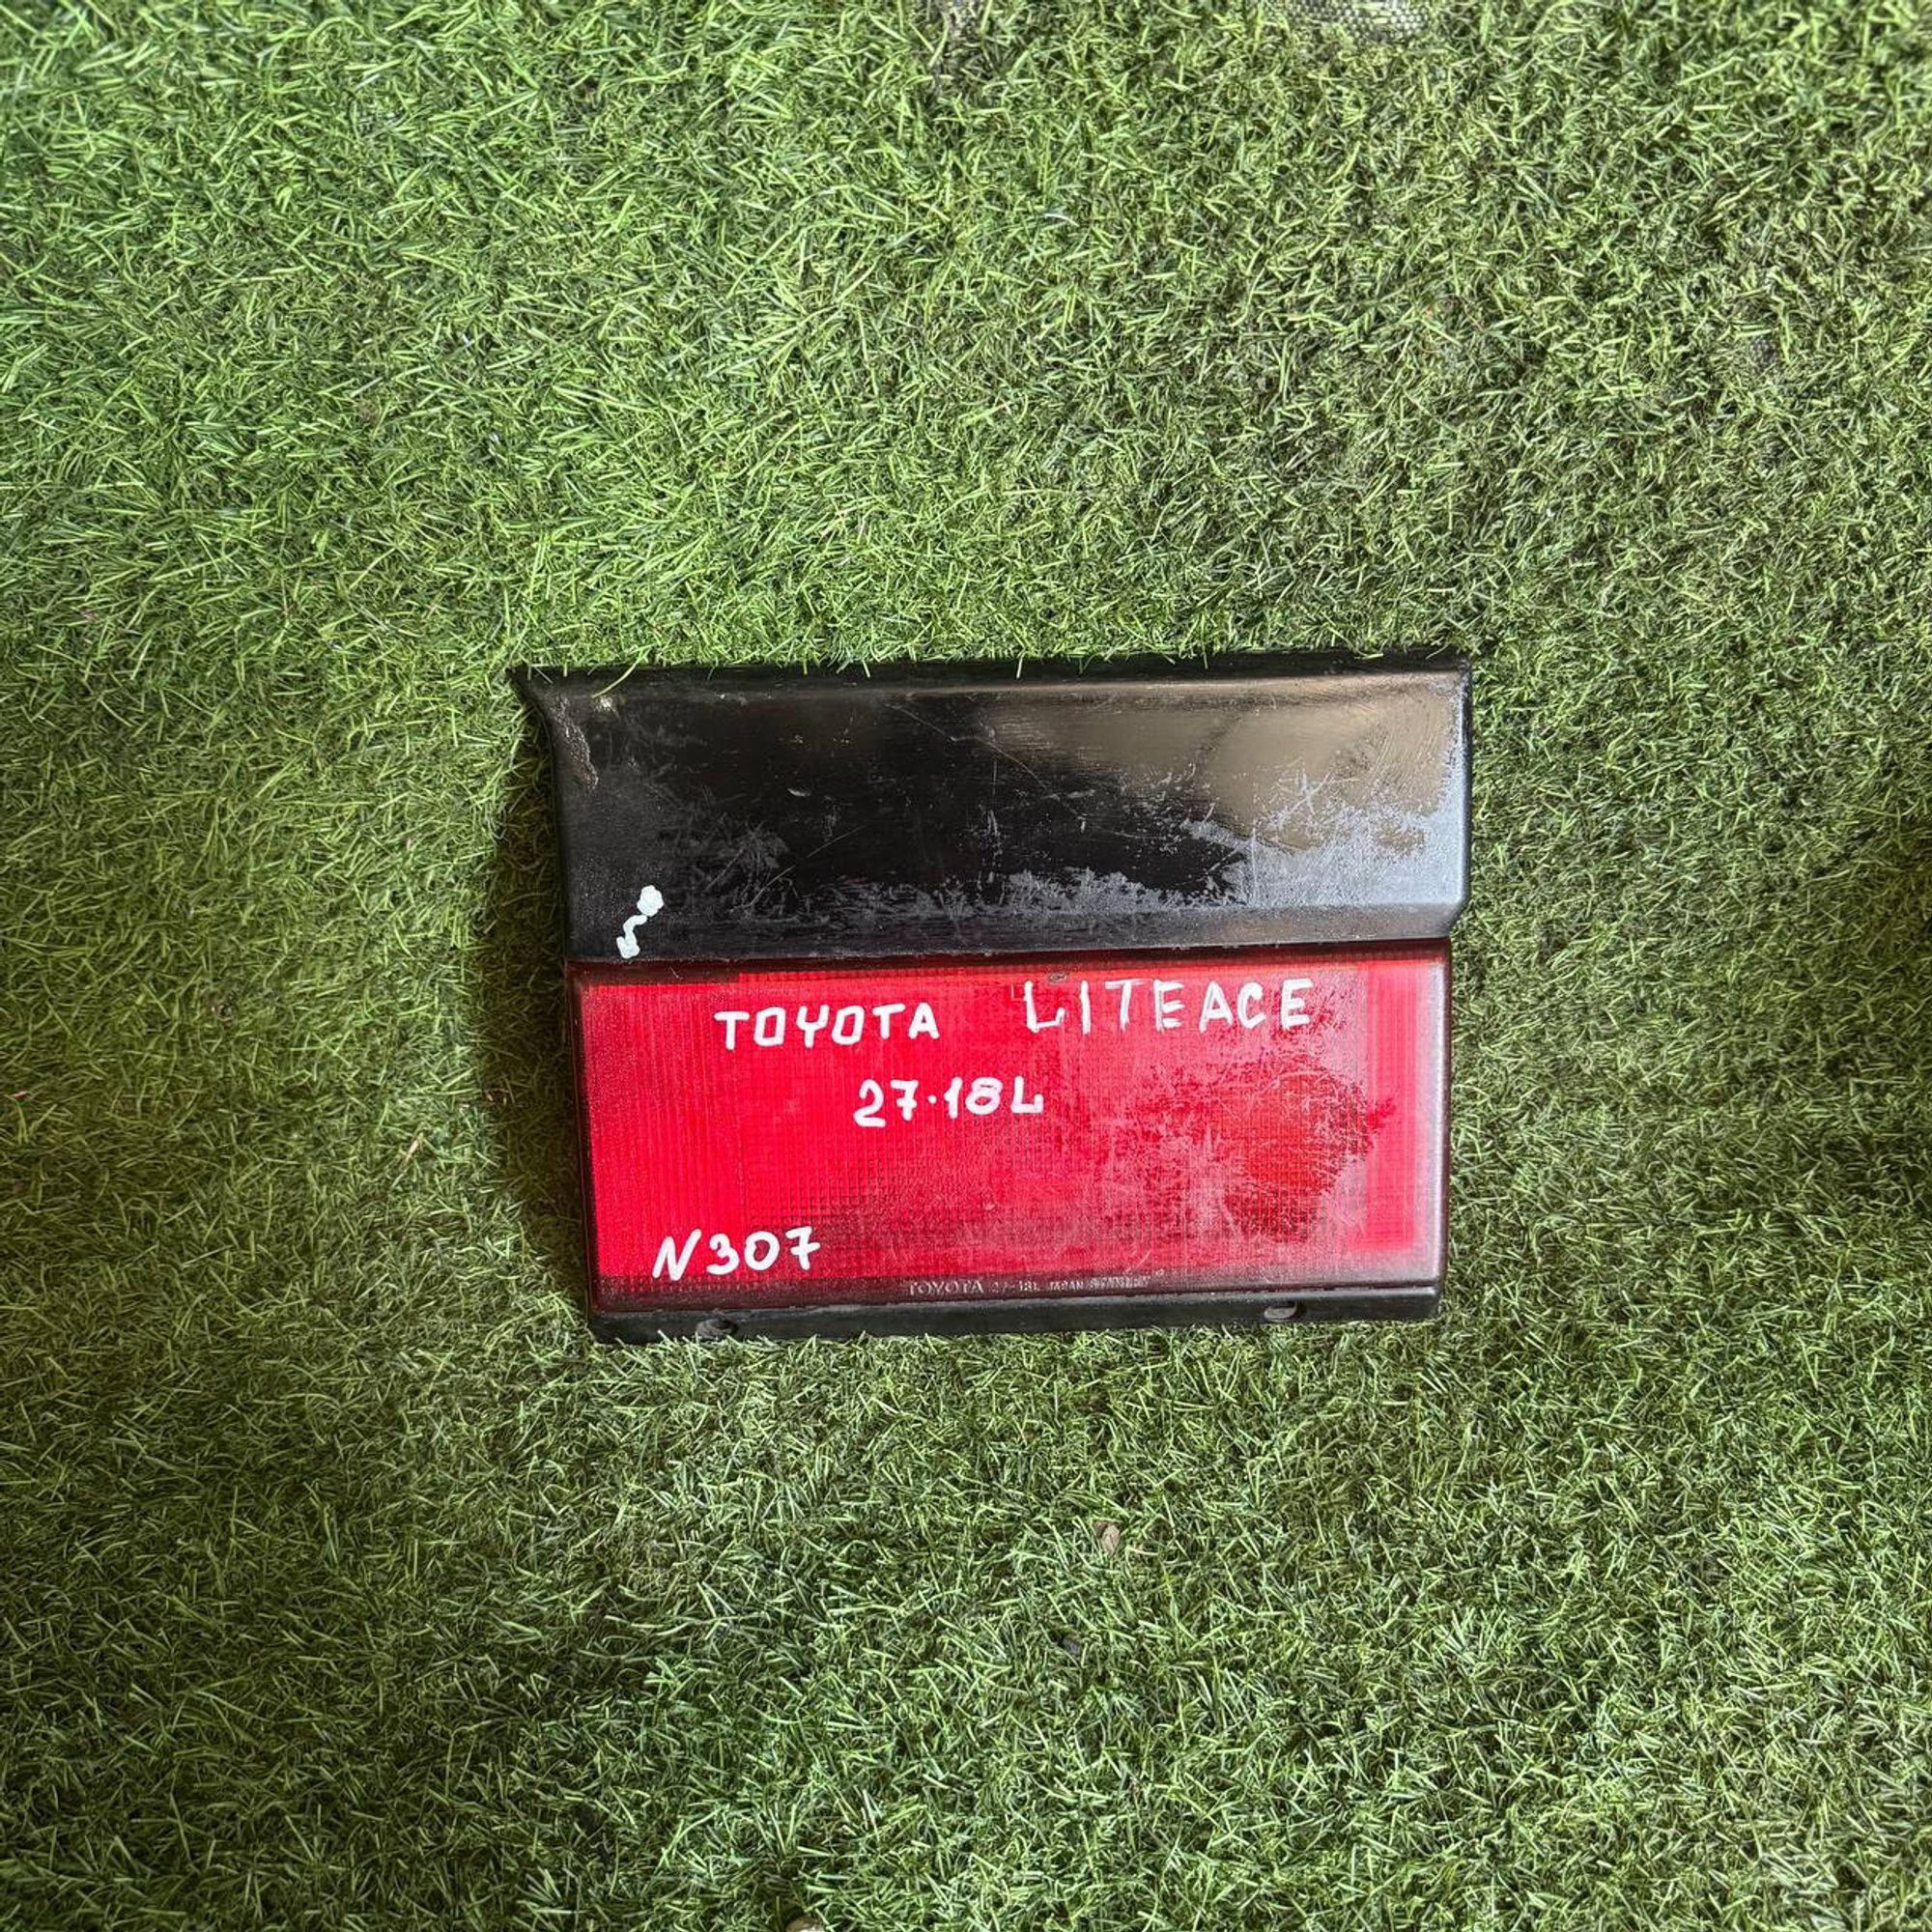 TOYOTA LITEACE
27·18L
N307
TOYOTA 27-18L JAPAN